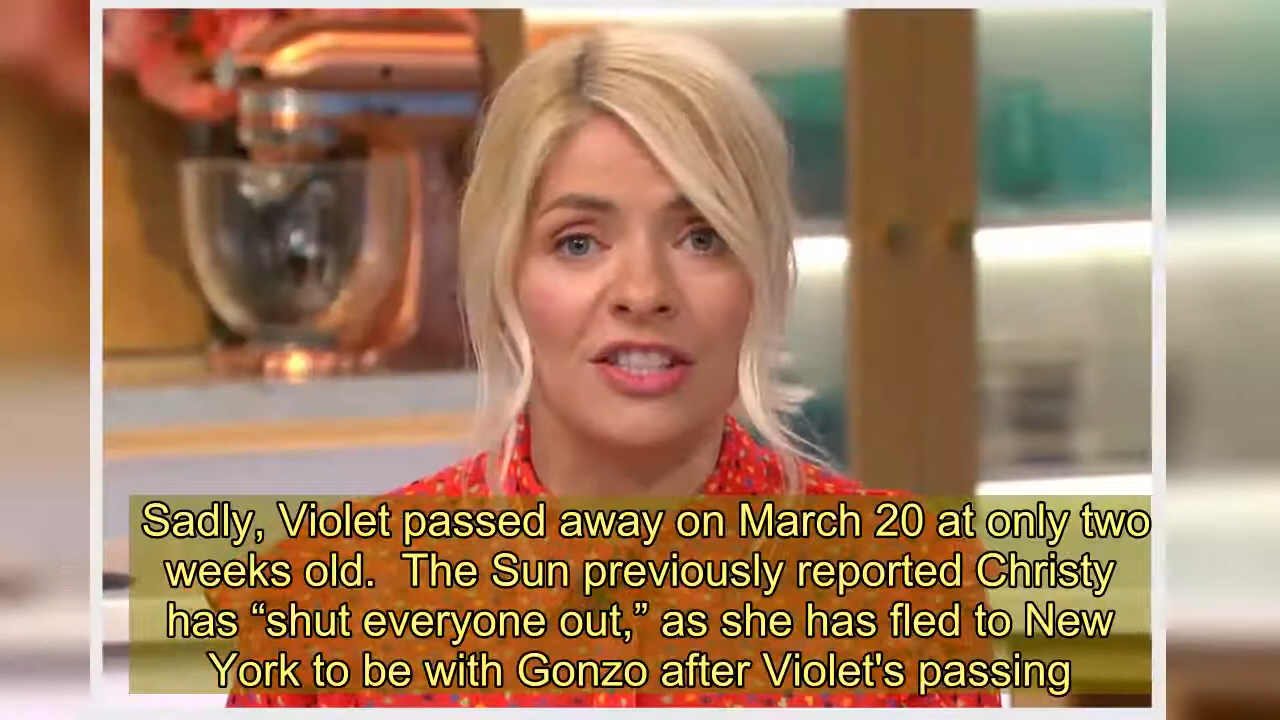 Sadly, Violet passed away on March 20 at only two
weeks old.  The Sun previously reported Christy
has “shut everyone out,” as she has fled to New
York to be with Gonzo after Violet's passing